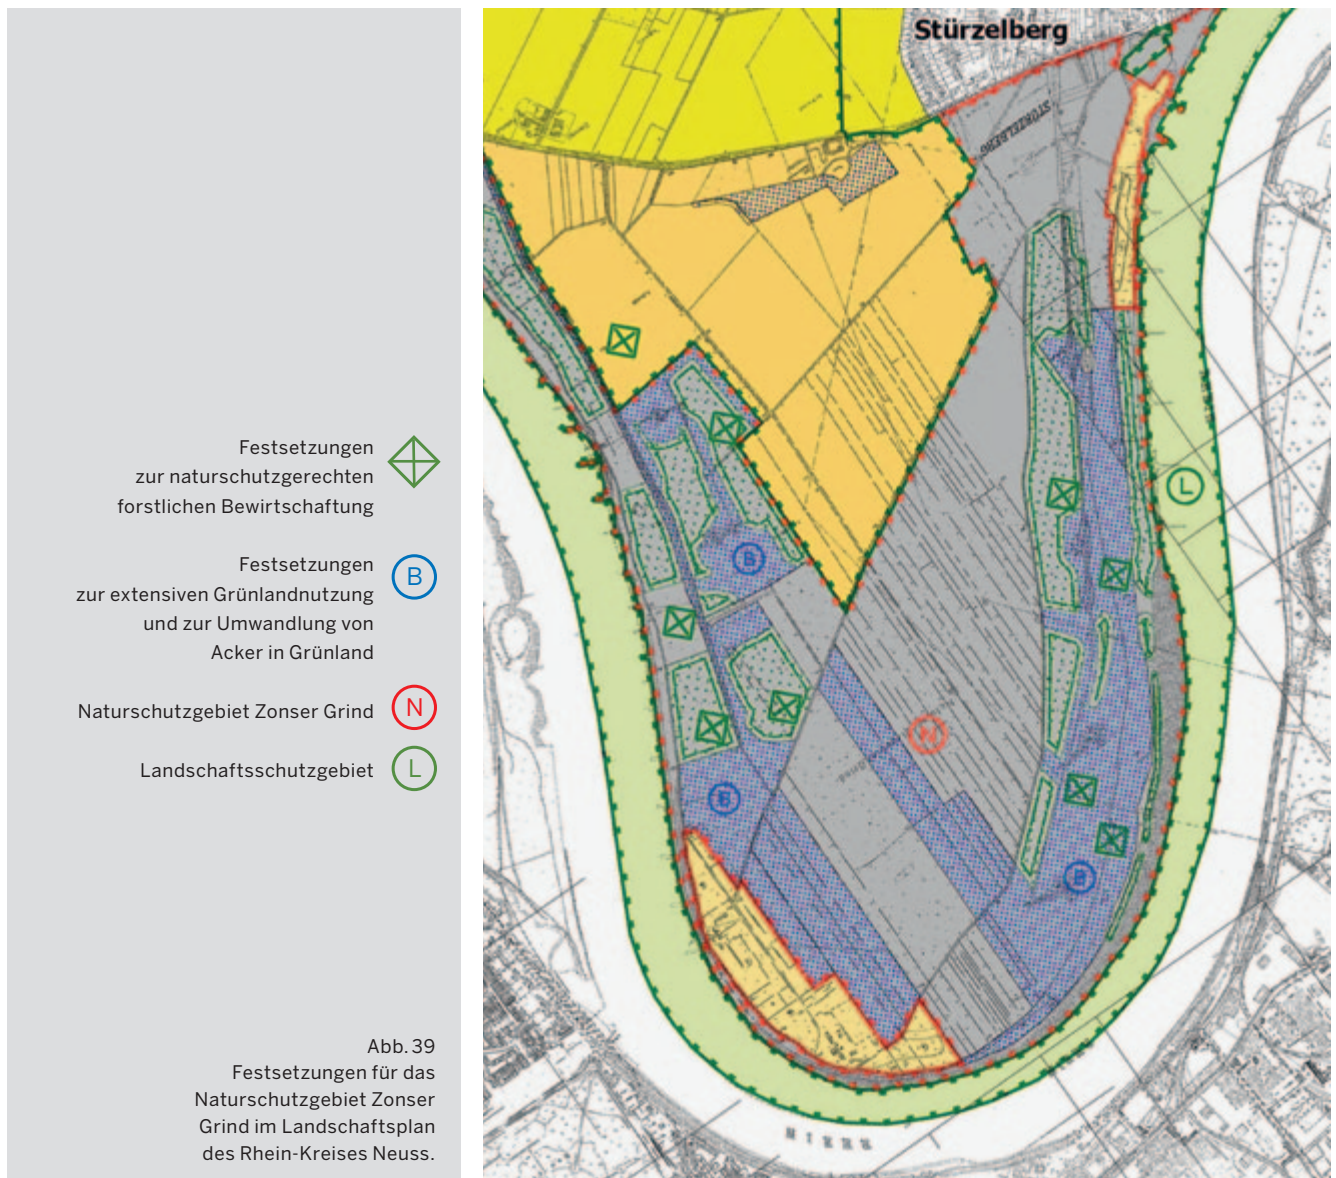 Stürzelberg
STÜRZELBERG
Festsetzungen
zur naturschutzgerechten
forstlichen Bewirtschaftung
Festsetzungen
zur extensiven Grünlandnutzung
und zur Umwandlung von
Acker in Grünland
B
Naturschutzgebiet Zonser Grind
N
Landschaftsschutzgebiet
L
L
B
N
B
B
Abb. 39
Festsetzungen für das
Naturschutzgebiet Zonser
Grind im Landschaftsplan
des Rhein-Kreises Neuss.